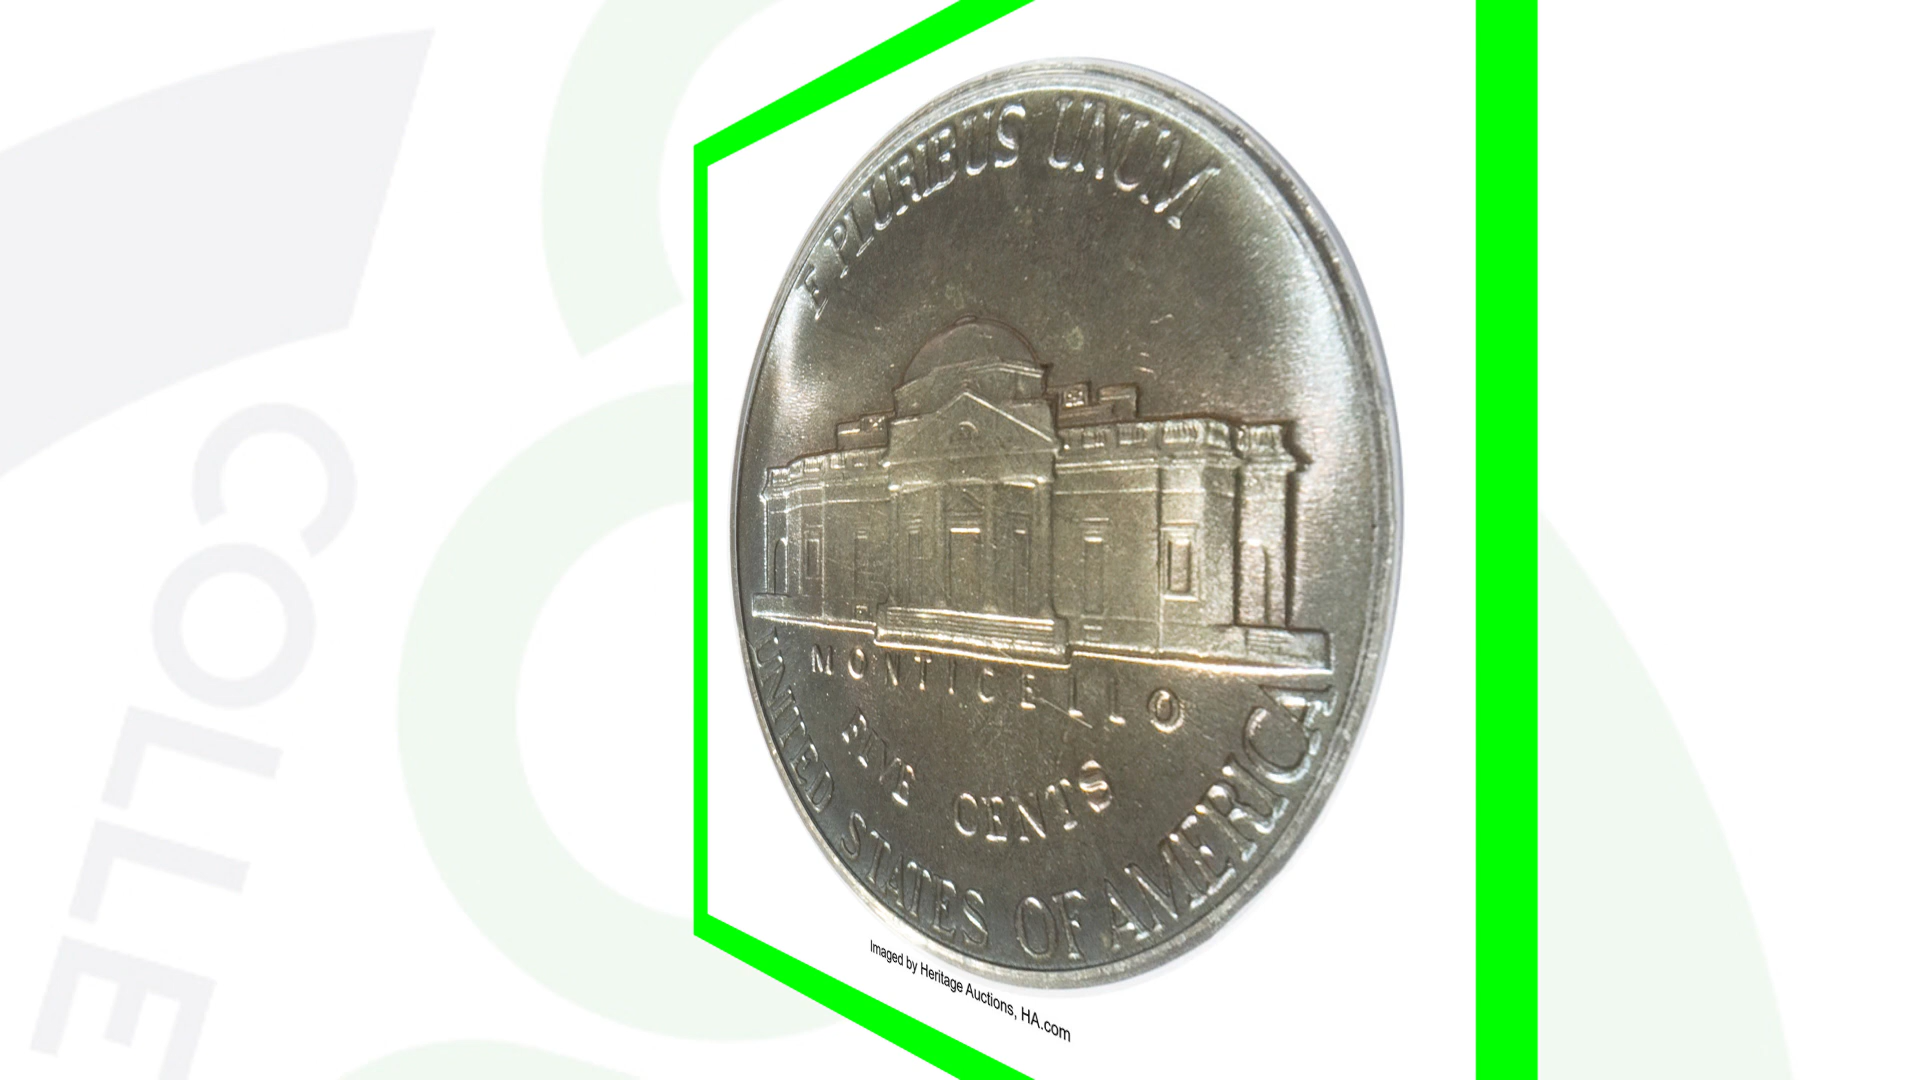 E PLURIBUS UNUM
MONTICELLO
FIVE CENTS
UNITED STATES OF AMERICA
Imaged by Heritage Auctions, HA.com
COLLE